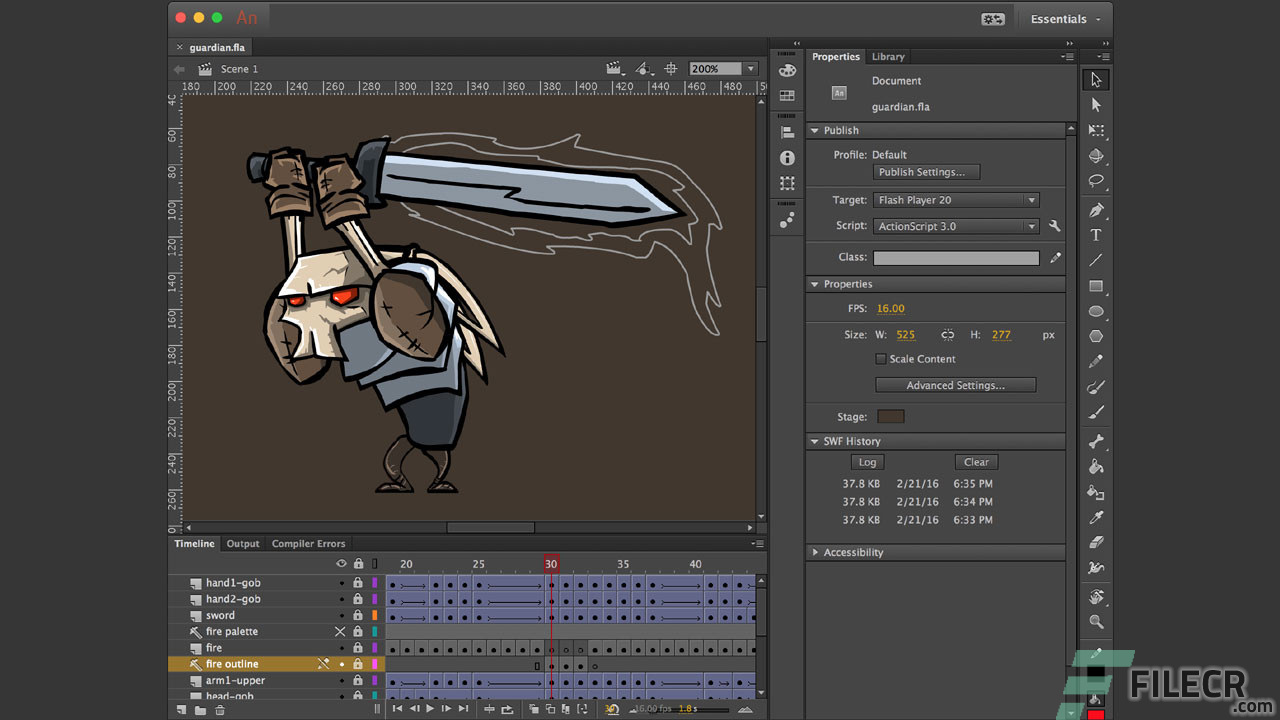 An
Essentials
× guardian.fla
Scene 1
200%
180 200 220 240 260 280 300 320 340 360 380 400 420 440 460 480
60
80
100
120
140
160
180
200
220
240
260
Properties Library
Document
An
guardian.fla
Publish
Profile: Default
Publish Settings...
Target: Flash Player 20
Script: ActionScript 3.0
Class:
Properties
FPS: 16.00
Size: W: 525 H: 277 px
Scale Content
Advanced Settings...
Stage:
SWF History
Log Clear
37.8 KB 2/21/16 6:35 PM
37.8 KB 2/21/16 6:34 PM
37.8 KB 2/21/16 6:33 PM
Accessibility
Timeline Output Compiler Errors
20 25 30 35 40
hand1-gob
hand2-gob
sword
fire palette
fire
fire outline
arm1-upper
head-gob
16.00 fps 1.8s
FILECR
.com